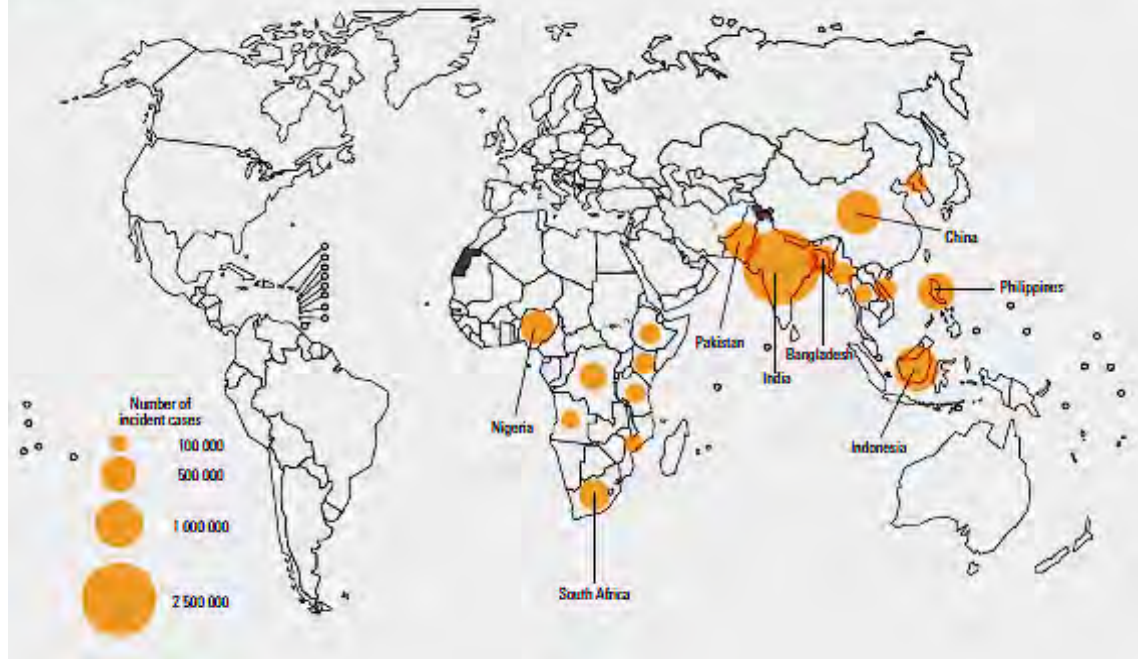 China
Philippines
Pakistan
Bangladesh
India
Number of
incident cases
Nigeria
100 000
Indonesia
500 000
1 000 000
2 500 000
South Africa